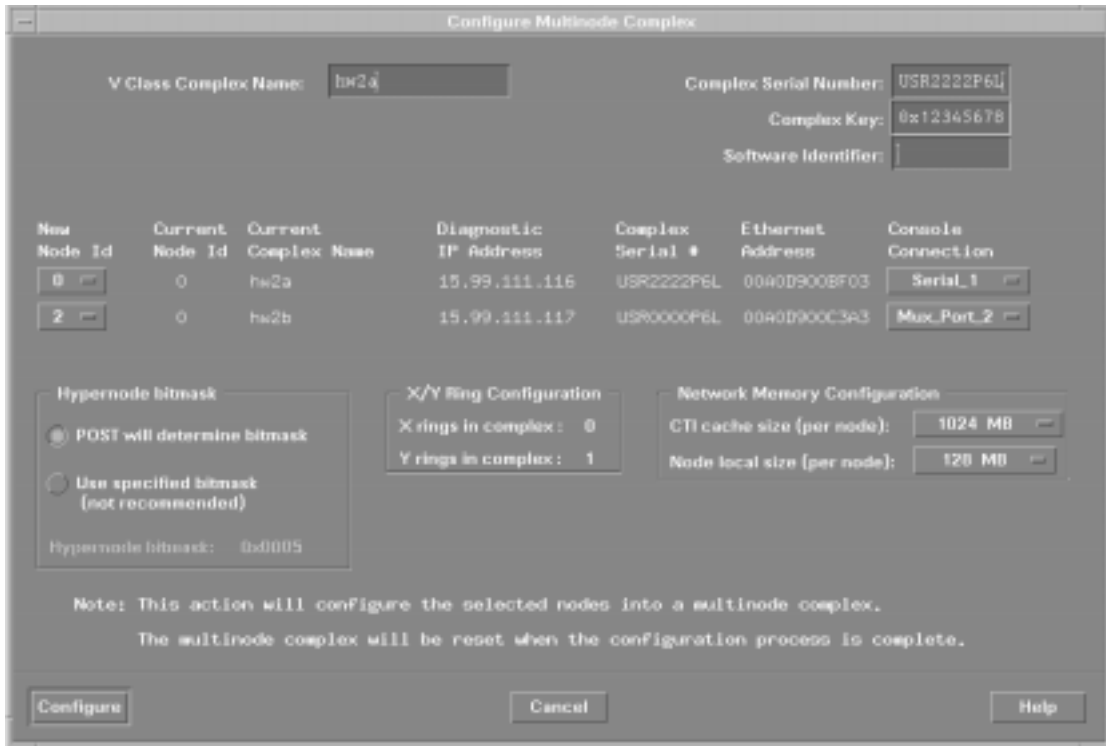 Configure Multinode Complex
V Class Complex Name: hw2a
Complex Serial Number: USR2222P6L
Complex Key: 0x12345678
Software Identifier:
New Node Id Current Node Id Current Complex Name Diagnostic IP Address Complex Serial # Ethernet Address Console Connection
0 0 hw2a 15.99.111.116 USR2222P6L 00A0D900BF03 Serial_1
2 0 hw2b 15.99.111.117 USR0000P6L 00A0D900C3A3 Mux_Port_2
Hypernode bitmask
POST will determine bitmask
Use specified bitmask
(not recommended)
Hypernode bitmask: 0x0005
X/Y Ring Configuration
X rings in complex: 0
Y rings in complex: 1
Network Memory Configuration
CTI cache size (per node): 1024 MB
Node local size (per node): 128 MB
Note: This action will configure the selected nodes into a multinode complex.
The multinode complex will be reset when the configuration process is complete.
Configure Cancel Help